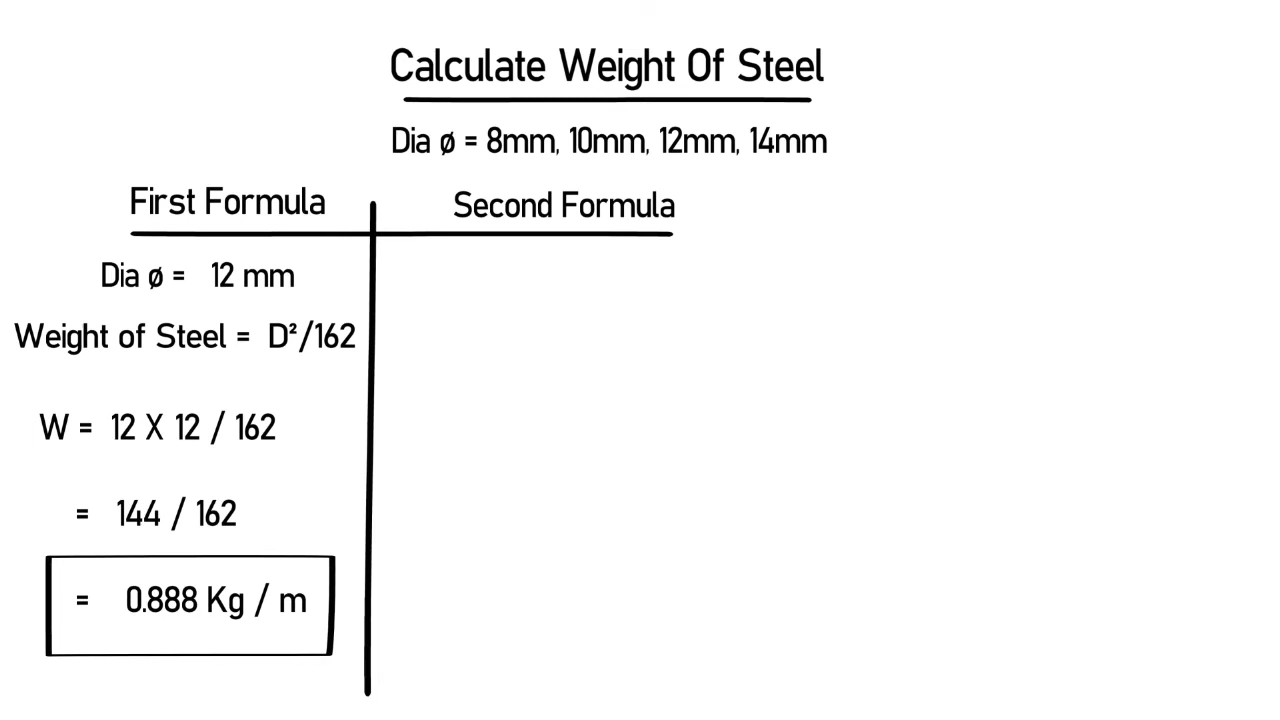 Calculate Weight Of Steel
Dia ø = 8mm, 10mm, 12mm, 14mm
First Formula
Dia ø = 12 mm
Weight of Steel = D²/162
W = 12 X 12 / 162
= 144 / 162
= 0.888 Kg / m
Second Formula